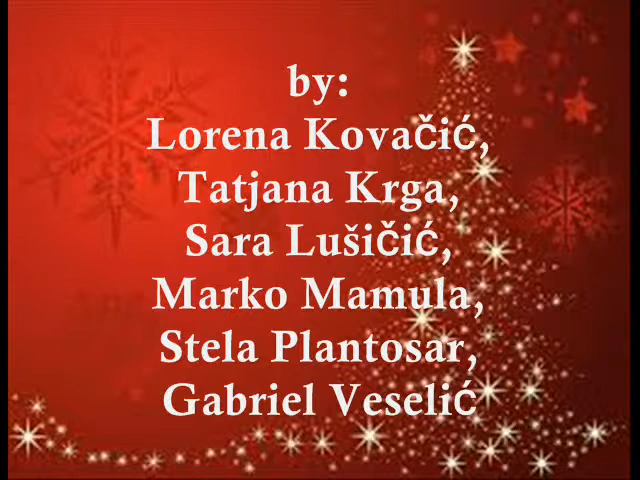 by:
Lorena Kovačić,
Tatjana Krga,
Sara Lušičić,
Marko Mamula,
Stela Plantosar,
Gabriel Veselić